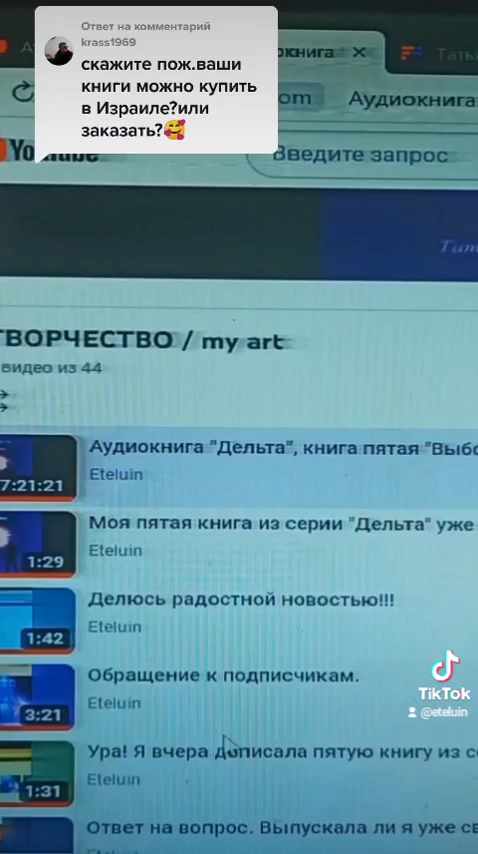 Ответ на комментарий
krass1969
скажите пож.ваши
книги можно купить
в Израиле?или
заказать?🥰
книга ×
Тать
om
Аудиокнига
YouTube
Введите запрос
Тат
ТВОРЧЕСТВО / my art
видео из 44
7:21:21
Аудиокнига "Дельта", книга пятая "Выбо
Eteluin
1:29
Моя пятая книга из серии "Дельта" уже
Eteluin
1:42
Делюсь радостной новостью!!!
Eteluin
3:21
Обращение к подписчикам.
Eteluin
1:31
Ура! Я вчера дописала пятую книгу из с
Eteluin
Ответ на вопрос. Выпускала ли я уже св
TikTok
@eteluin